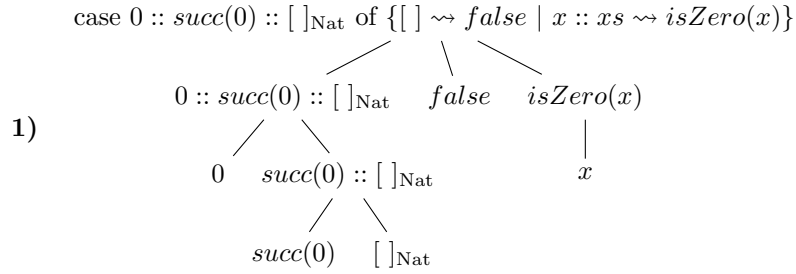 case 0 :: succ(0) :: [ ]Nat of {[ ] ⇝ false | x :: xs ⇝ isZero(x)}
0 :: succ(0) :: [ ]Nat false isZero(x)
1)
0 succ(0) :: [ ]Nat x
succ(0) [ ]Nat